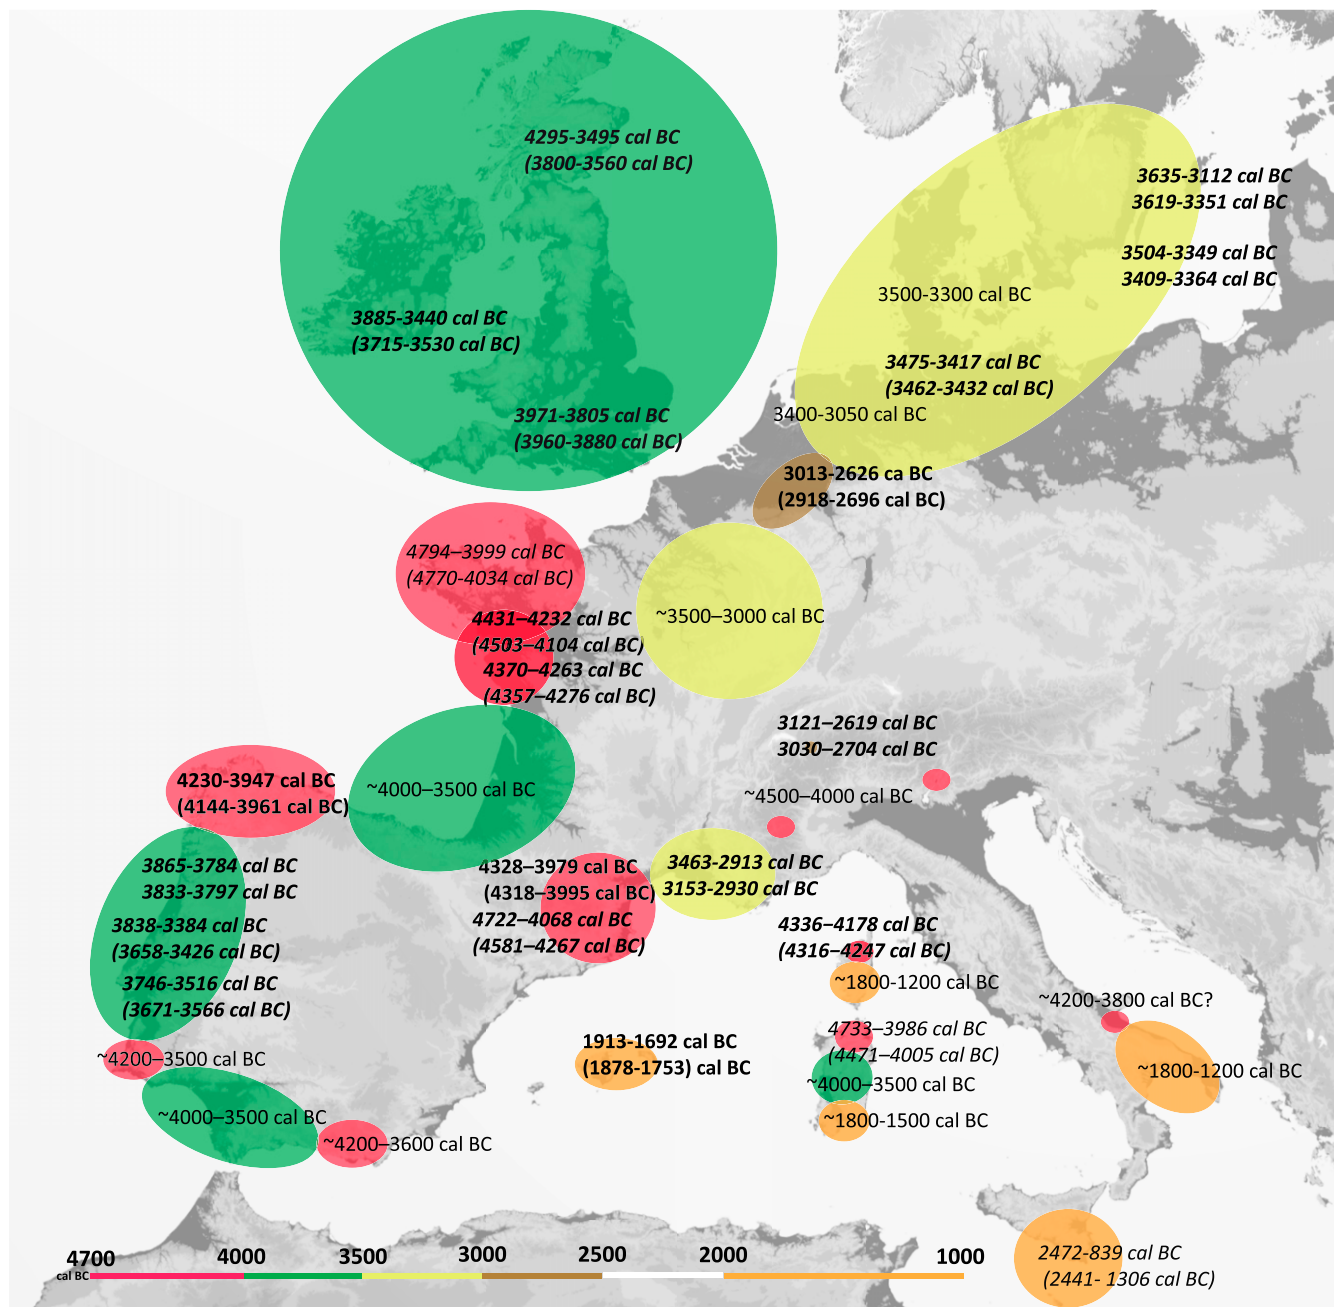 4295-3495 cal BC
(3800-3560 cal BC)
3635-3112 cal BC
3619-3351 cal BC
3504-3349 cal BC
3409-3364 cal BC
3500-3300 cal BC
3885-3440 cal BC
(3715-3530 cal BC)
3475-3417 cal BC
(3462-3432 cal BC)
3400-3050 cal BC
3971-3805 cal BC
(3960-3880 cal BC)
3013-2626 ca BC
(2918-2696 cal BC)
4794–3999 cal BC
(4770-4034 cal BC)
4431–4232 cal BC
(4503–4104 cal BC)
4370–4263 cal BC
(4357–4276 cal BC)
~3500–3000 cal BC
3121–2619 cal BC
3030–2704 cal BC
4230-3947 cal BC
(4144-3961 cal BC)
~4000–3500 cal BC
~4500–4000 cal BC
3865-3784 cal BC
3833-3797 cal BC
3838-3384 cal BC
(3658-3426 cal BC)
3746-3516 cal BC
(3671-3566 cal BC)
4328–3979 cal BC
(4318–3995 cal BC)
4722–4068 cal BC
(4581–4267 cal BC)
3463-2913 cal BC
3153-2930 cal BC
4336–4178 cal BC
(4316–4247 cal BC)
~1800-1200 cal BC
~4200-3800 cal BC?
~4200–3500 cal BC
1913-1692 cal BC
(1878-1753) cal BC
4733–3986 cal BC
(4471–4005 cal BC)
~4000–3500 cal BC
~1800-1200 cal BC
~4000–3500 cal BC
~4200–3600 cal BC
~1800-1500 cal BC
2472-839 cal BC
(2441- 1306 cal BC)
4700 4000 3500 3000 2500 2000 1000
cal BC